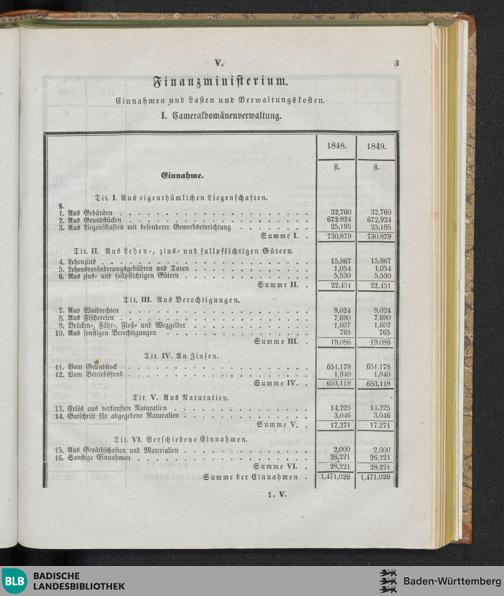 V.
3
Finanzministerium.
Einnahmen und Lasten und Verwaltungskosten.
I. Cameraldomänenverwaltung.
1848. 1849.
fl. fl.
Einnahme.
Tit. I. Aus eigenthümlichen Liegenschaften.
§.
1. Aus Gebäuden 32,760 32,760
2. Aus Grundstücken 672,924 672,924
3. Aus Liegenschaften mit besonderer Gewerbseinrichtung 25,195 25,195
Summe I. 730,879 730,879
Tit. II. Aus Lehen-, zins- und fallpflichtigen Gütern.
4. Lehenzins 15,867 15,867
5. Lehensveränderungsgebühren und Taxen 1,054 1,054
6. Aus zins- und fallpflichtigen Gütern 5,530 5,530
Summe II. 22,451 22,451
Tit. III. Aus Berechtigungen.
7. Aus Waidrechten 9,024 9,024
8. Aus Fischereien 7,690 7,690
9. Brücken-, Fähr-, Floß- und Weggelder 1,607 1,607
10. Aus sonstigen Berechtigungen 765 765
Summe III. 19,086 19,086
Tit. IV. An Zinsen.
11. Vom Grundstock 651,178 651,178
12. Vom Betriebsfond 1,940 1,940
Summe IV. 653,118 653,118
Tit. V. Aus Naturalien.
13. Erlös aus verkauften Naturalien 14,225 14,225
14. Gutschrift für abgegebene Naturalien 3,046 3,046
Summe V. 17,271 17,271
Tit. VI. Verschiedene Einnahmen.
15. Aus Geräthschaften und Materialien 2,000 2,000
16. Sonstige Einnahmen 26,221 26,221
Summe VI. 28,221 28,221
Summe der Einnahmen 1,471,026 1,471,026
1. V.
BLB BADISCHE
LANDESBIBLIOTHEK
Baden-Württemberg